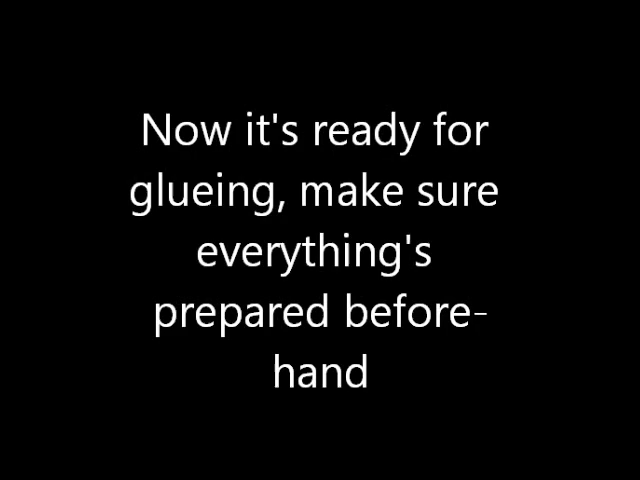 Now it's ready for
glueing, make sure
everything's
prepared before-
hand